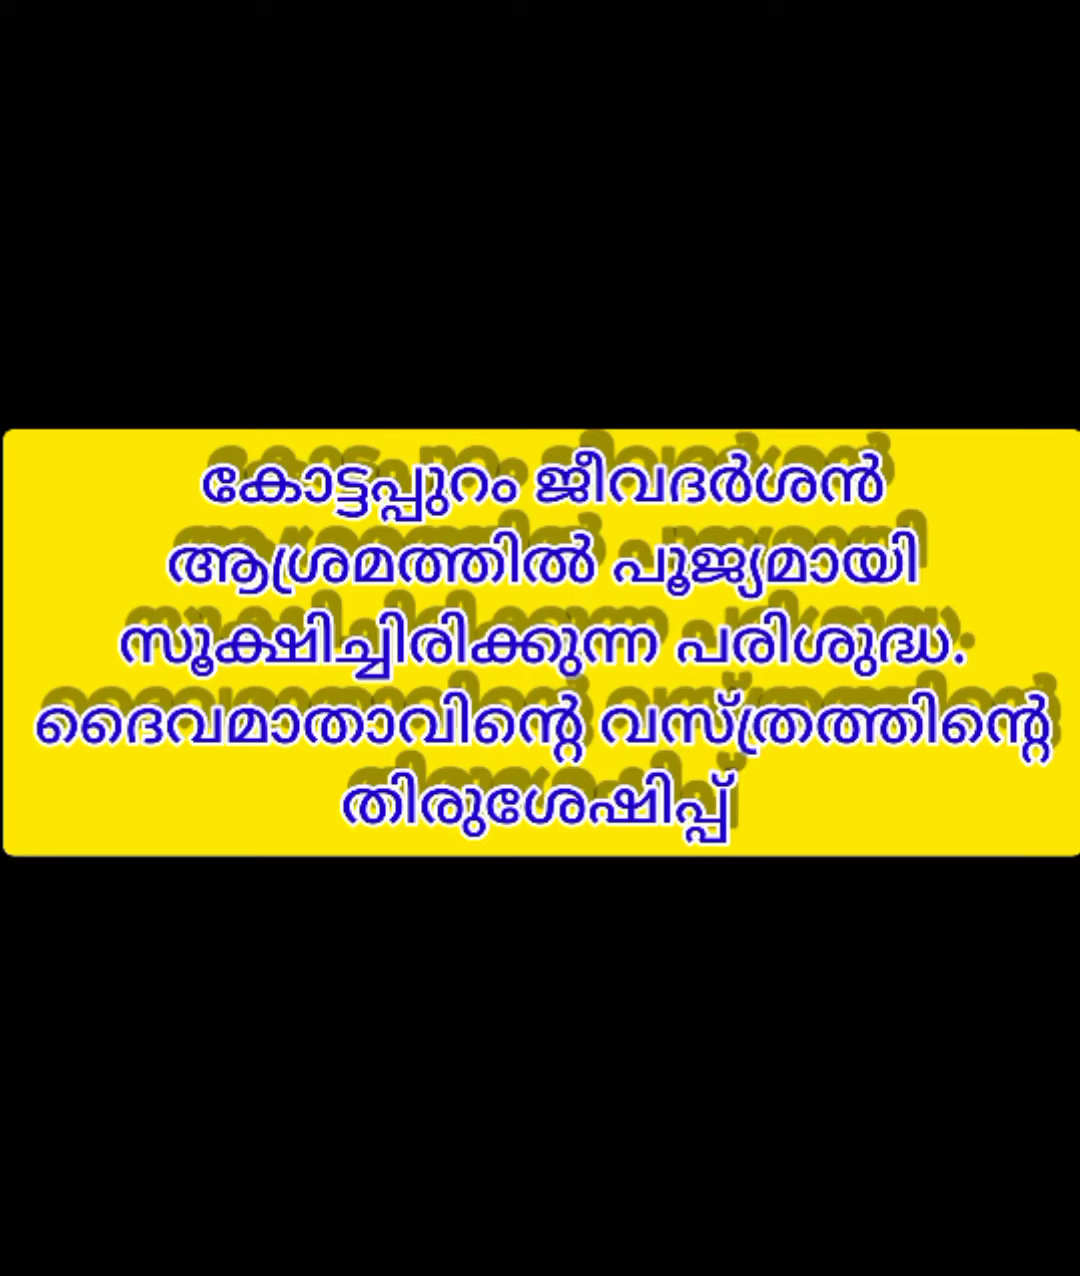 കോട്ടപ്പുറം ജീവദർശൻ
ആശ്രമത്തിൽ പൂജ്യമായി
സൂക്ഷിച്ചിരിക്കുന്ന പരിശുദ്ധ.
ദൈവമാതാവിന്റെ വസ്ത്രത്തിന്റെ
തിരുശേഷിപ്പ്